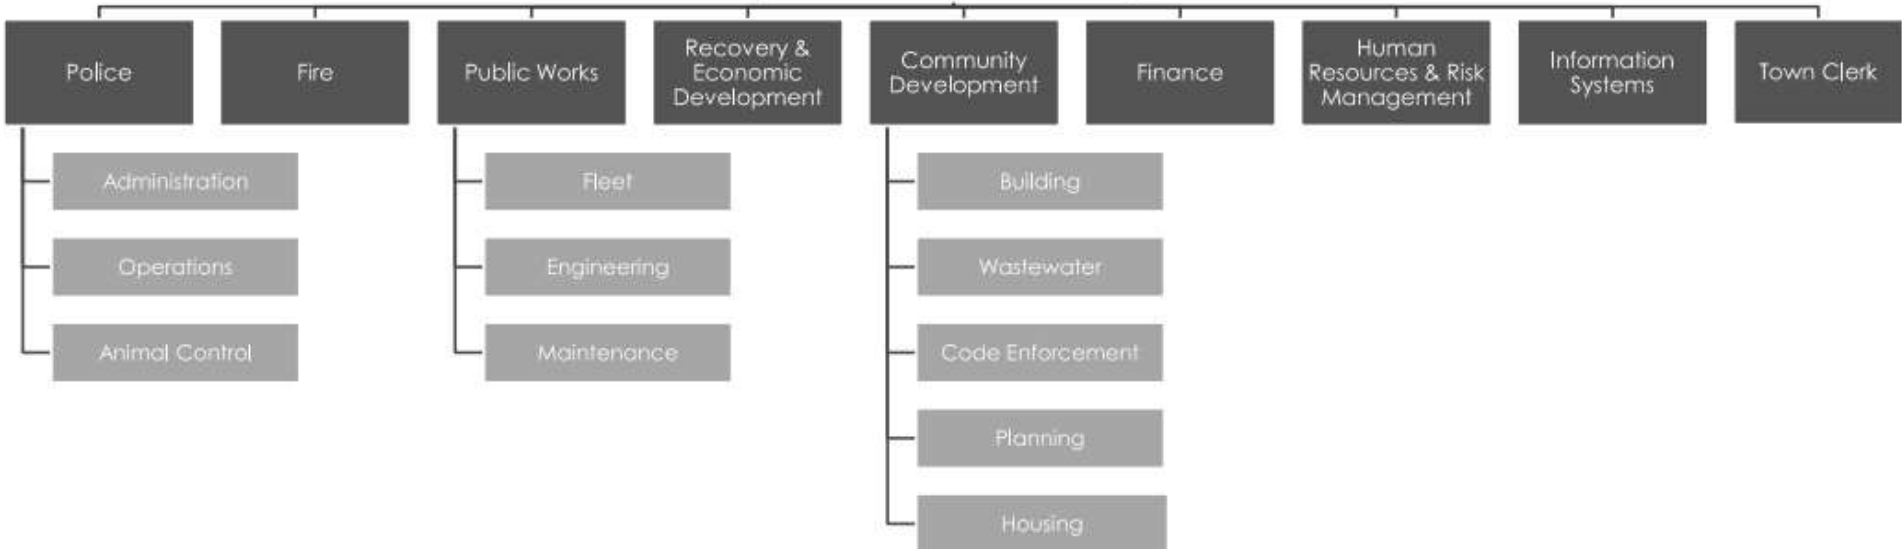 Police
Fire
Public Works
Recovery &
Economic
Development
Community
Development
Finance
Human
Resources & Risk
Management
Information
Systems
Town Clerk
Administration
Operations
Animal Control
Fleet
Engineering
Maintenance
Building
Wastewater
Code Enforcement
Planning
Housing